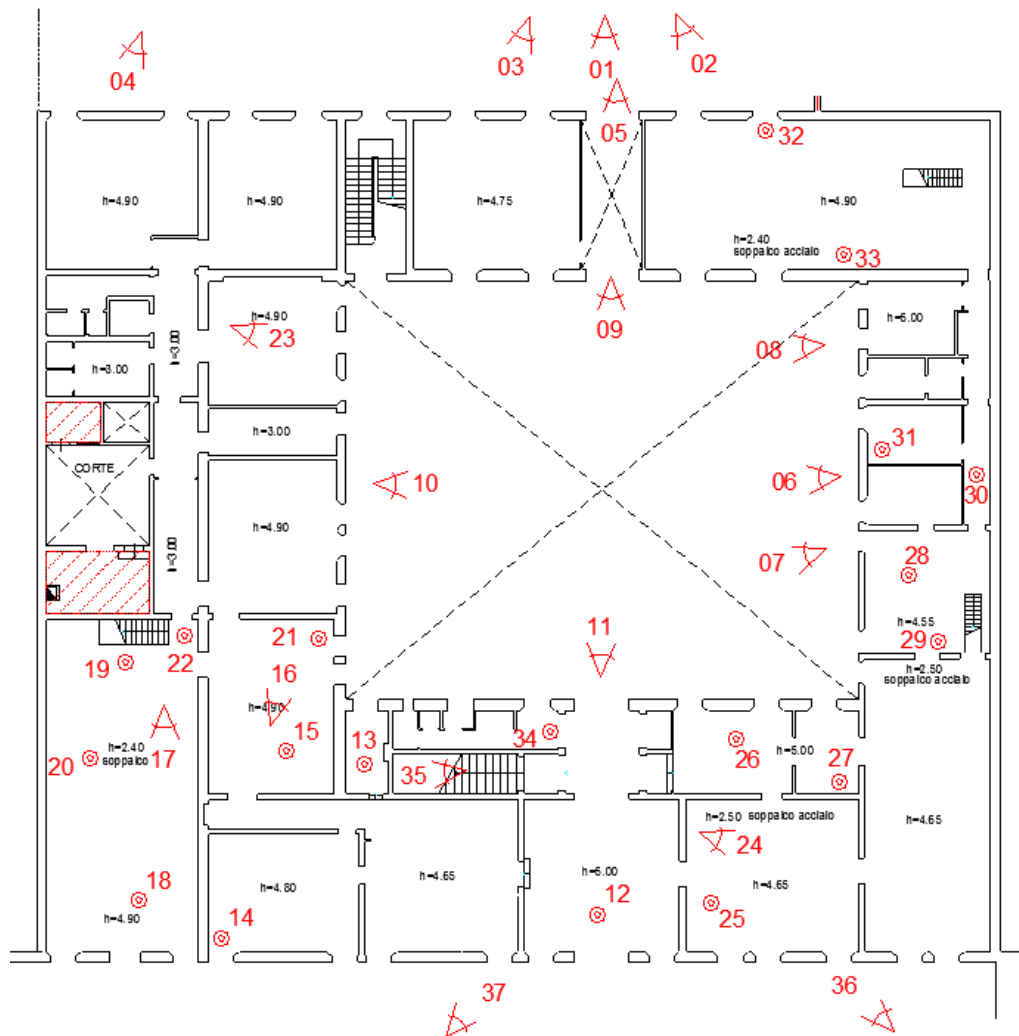 04
03
01
02
05
32
h=4.90
h=4.90
h=4.75
h=4.90
h=2.40
soppalco acciaio
33
09
h=4.90
23
h=3.00
h=3.00
08
h=5.00
h=3.00
31
CORTE
10
06
30
h=4.90
h=3.00
07
28
h=4.55
29
h=2.50
soppalco acciaio
11
21
22
19
16
h=4.90
15
13
34
26
h=5.00
27
35
h=2.40
soppalco
20
17
h=2.50 soppalco acciaio
24
h=4.65
h=4.65
h=4.65
h=4.80
h=5.00
12
25
18
h=4.90
14
37
36